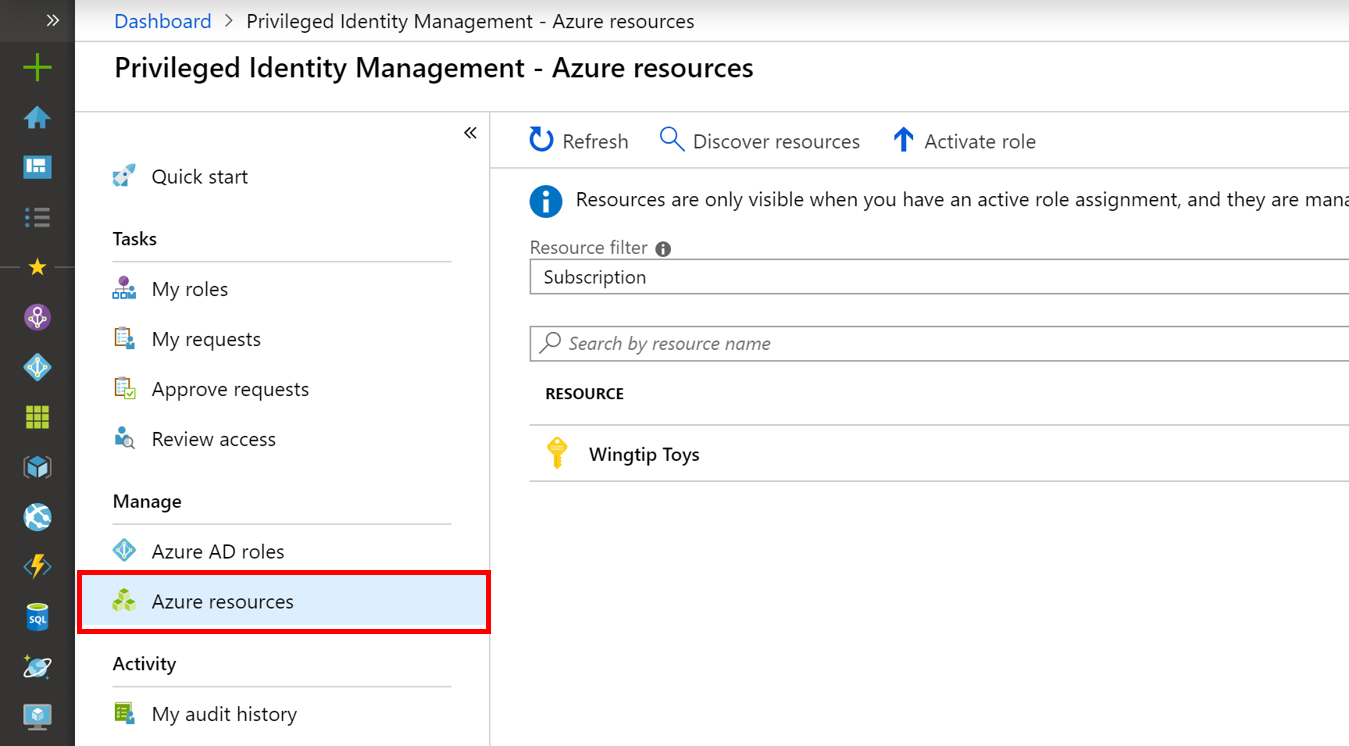 Dashboard > Privileged Identity Management - Azure resources
Privileged Identity Management - Azure resources
Quick start
Tasks
My roles
My requests
Approve requests
Review access
Manage
Azure AD roles
Azure resources
Activity
My audit history
Refresh
Discover resources
Activate role
Resources are only visible when you have an active role assignment, and they are mana
Resource filter
Subscription
Search by resource name
RESOURCE
Wingtip Toys
SQL